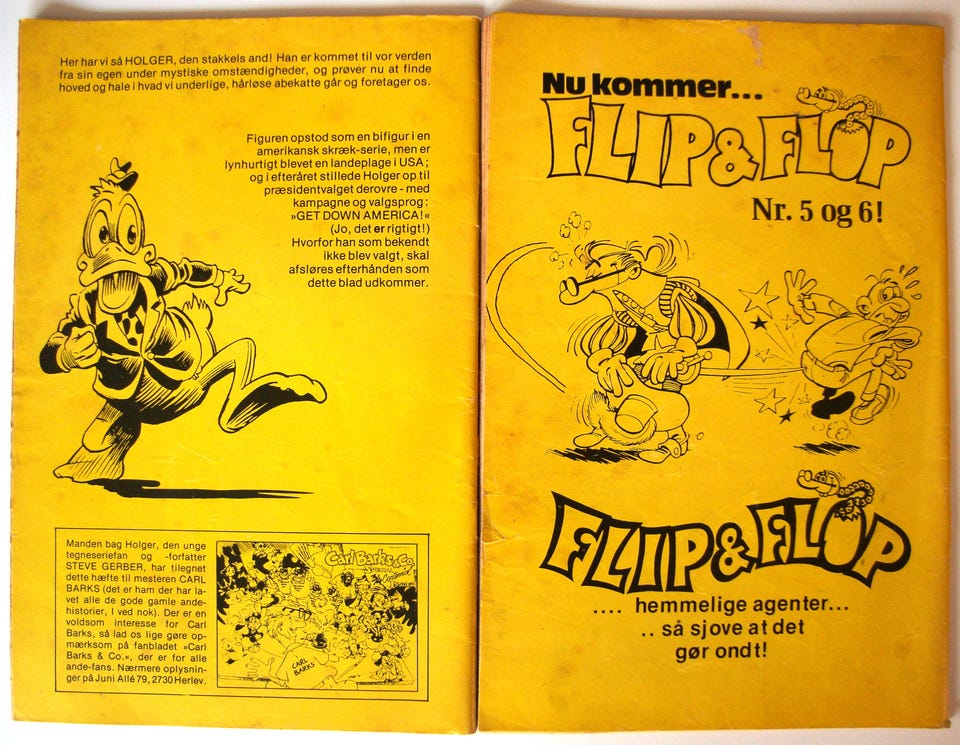 Her har vi så HOLGER, den stakkels and! Han er kommet til vor verden
fra sin egen under mystiske omstændigheder, og prøver nu at finde
hoved og hale i hvad vi underlige, hårløse abekatte går og foretager os.
Figuren opstod som en bifigur i en
amerikansk skræk-serie, men er
lynhurtigt blevet en landeplage i USA;
og i efteråret stillede Holger op til
præsidentvalget derovre - med
kampagne og valgsprog:
»GET DOWN AMERICA!«
(Jo, det er rigtigt!)
Hvorfor han som bekendt
ikke blev valgt, skal
afsløres efterhånden som
dette blad udkommer.
Manden bag Holger, den unge
tegneseriefan og -forfatter
STEVE GERBER, har tilegnet
dette hæfte til mesteren CARL
BARKS (det er ham der har la-
vet alle de gode gamle ande-
historier, I ved nok). Der er en
voldsom interesse for Carl
Barks, så lad os lige gøre op-
mærksom på fanbladet »Carl
Barks & Co.«, der er for alle
ande-fans. Nærmere oplysnin-
ger på Juni Allé 79, 2730 Herlev.
Carl Barks & Co.
CARL
BARKS
Nu kommer...
FLIP & FLOP
Nr. 5 og 6!
FLIP & FLOP
.... hemmelige agenter...
.. så sjove at det
gør ondt!